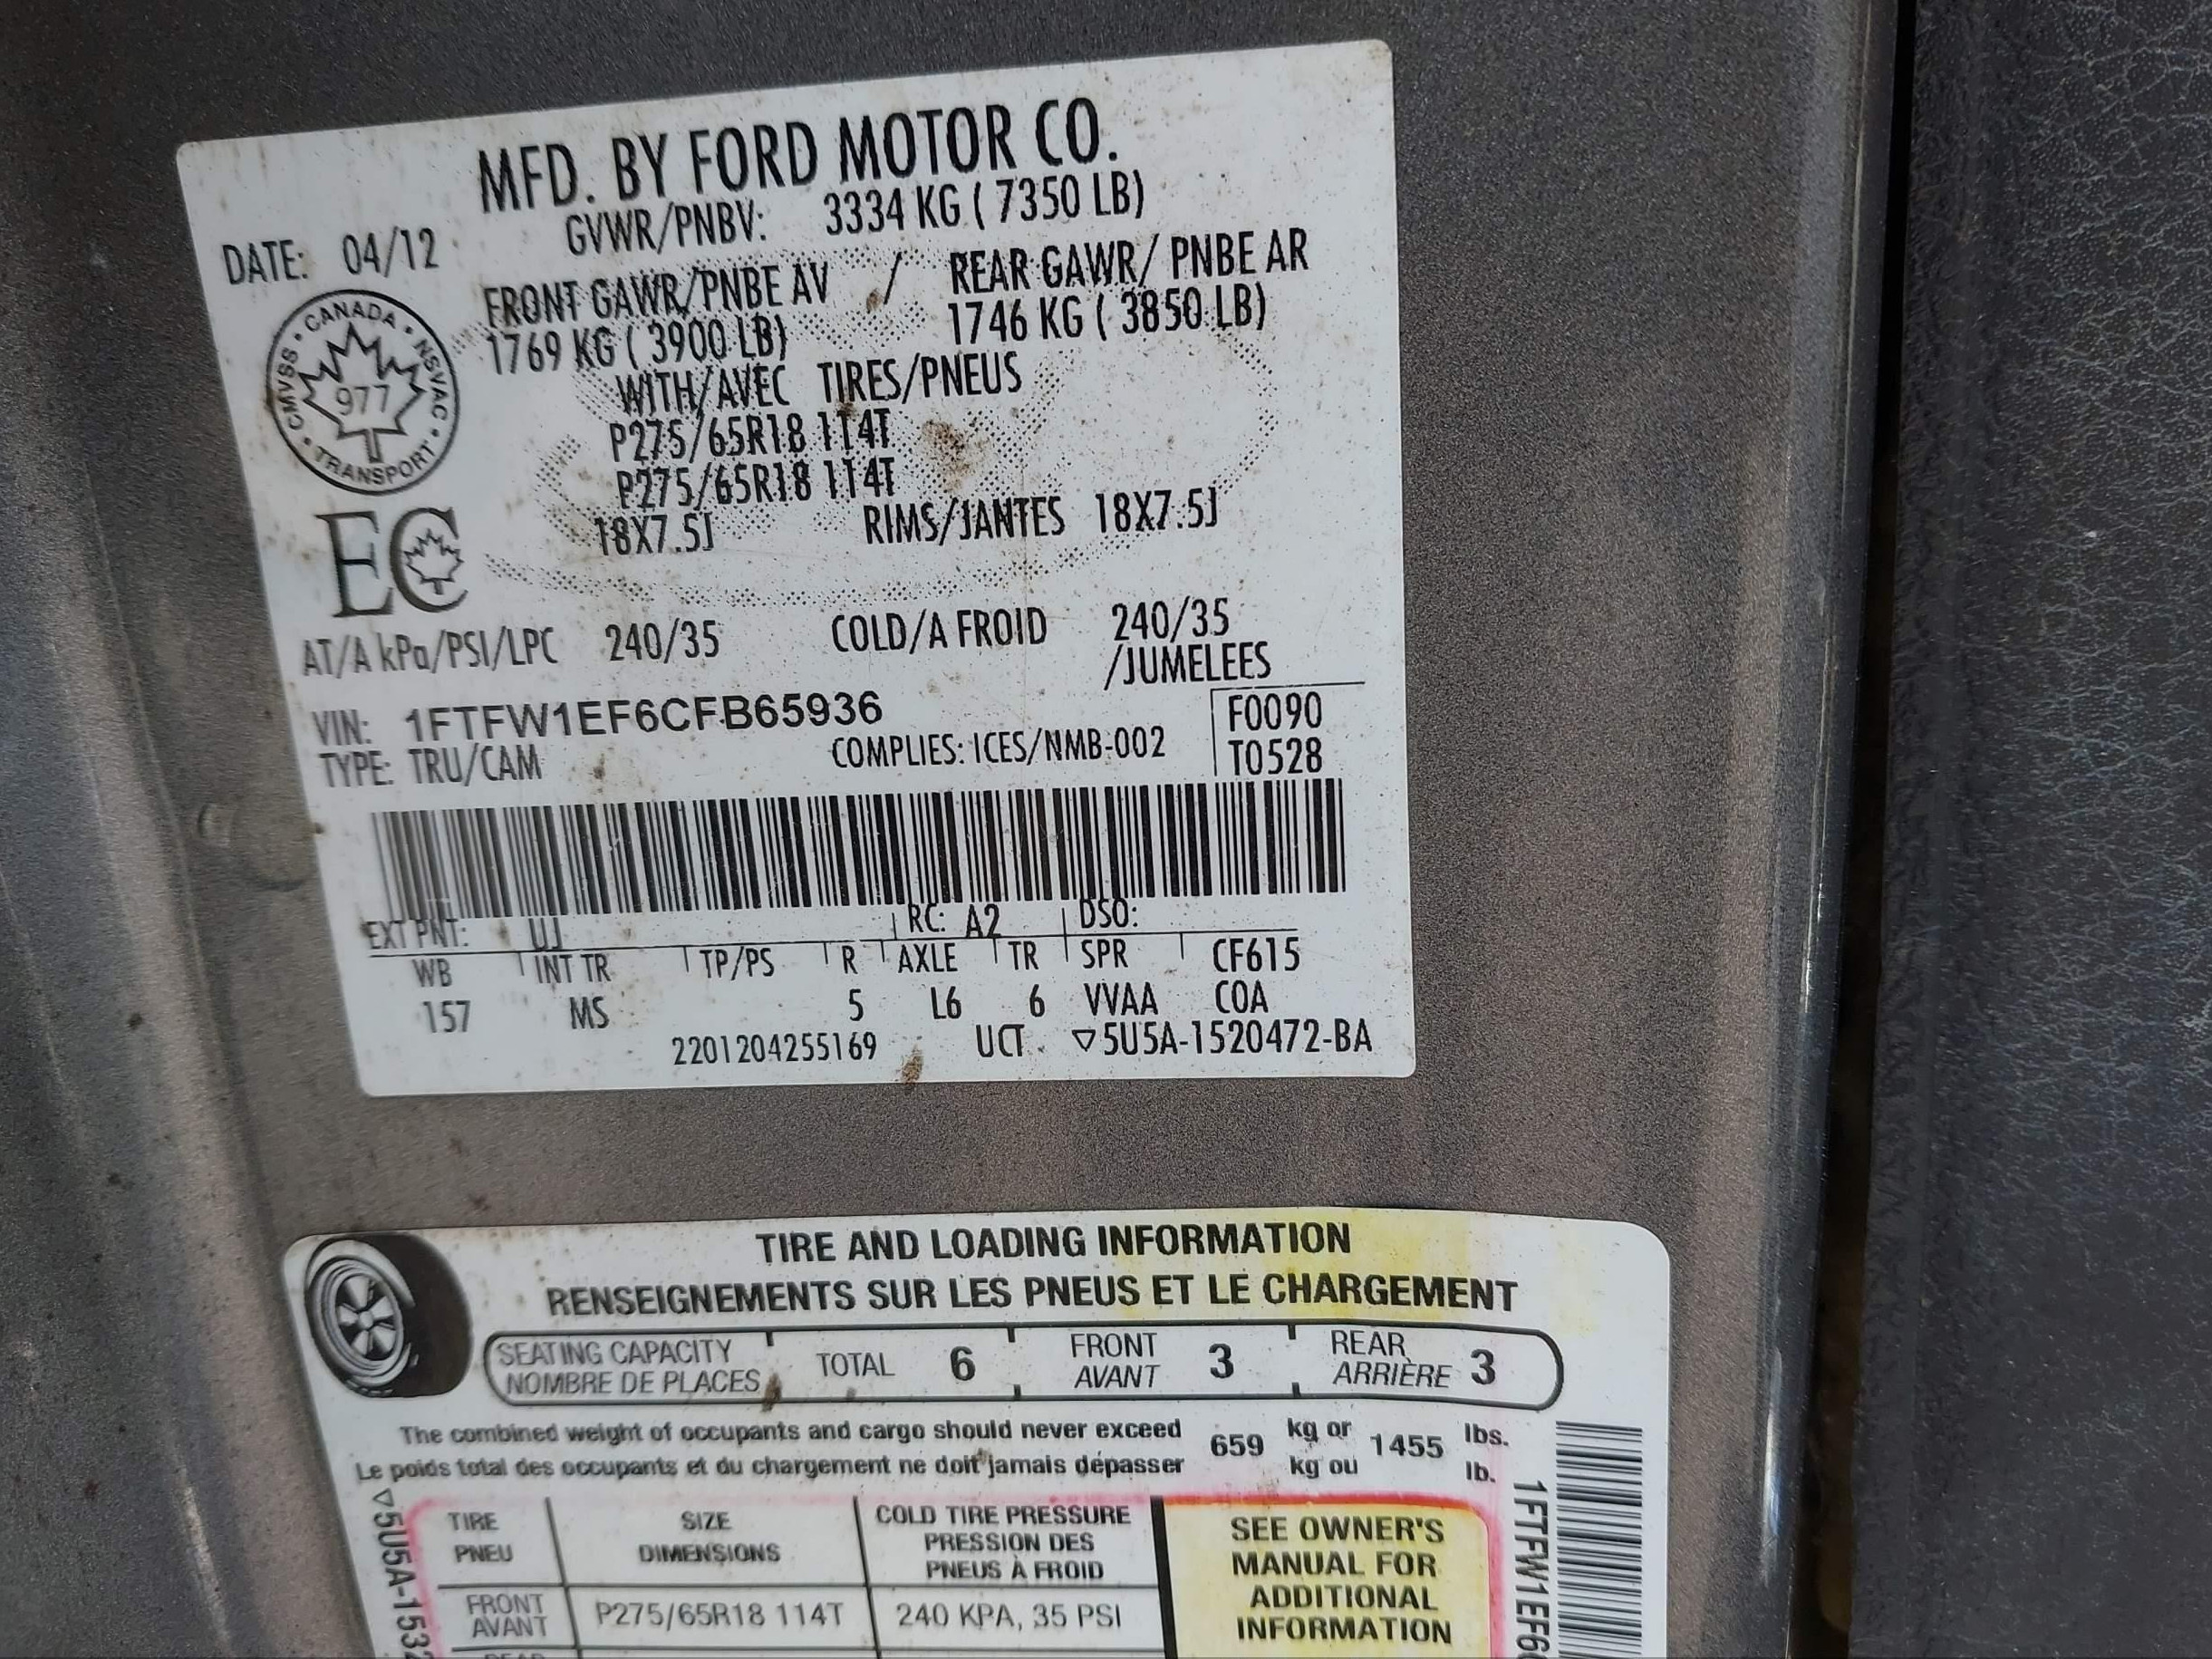 MFD. BY FORD MOTOR CO.
DATE: 04/12 GVWR/PNBV: 3334 KG ( 7350 LB)
FRONT GAWR/PNBE AV / REAR GAWR/ PNBE AR
1769 KG ( 3900 LB) 1746 KG ( 3850 LB)
CANADA • NSVAC • TRANSPORT • CMVSS •
977
WITH/AVEC TIRES/PNEUS
P275/65R18 114T
P275/65R18 114T
18X7.5J RIMS/JANTES 18X7.5J
EC
AT/A kPa/PSI/LPC 240/35 COLD/A FROID 240/35
/JUMELEES
VIN: 1FTFW1EF6CFB65936 F0090
TYPE: TRU/CAM COMPLIES: ICES/NMB-002 T0528
EXT PNT: UJ RC: A2 DSO:
WB INT TR TP/PS R AXLE TR SPR CF615
157 MS 5 L6 6 VVAA COA
2201204255169 UCT ▽5U5A-1520472-BA
TIRE AND LOADING INFORMATION
RENSEIGNEMENTS SUR LES PNEUS ET LE CHARGEMENT
SEATING CAPACITY TOTAL 6 FRONT 3 REAR 3
NOMBRE DE PLACES AVANT ARRIÈRE
The combined weight of occupants and cargo should never exceed 659 kg or 1455 lbs.
Le poids total des occupants et du chargement ne doit jamais dépasser kg ou lb.
TIRE SIZE COLD TIRE PRESSURE
PNEU DIMENSIONS PRESSION DES
PNEUS À FROID
FRONT P275/65R18 114T 240 KPA, 35 PSI
AVANT
SEE OWNER'S
MANUAL FOR
ADDITIONAL
INFORMATION
▽5U5A-153
1FTFW1EF6